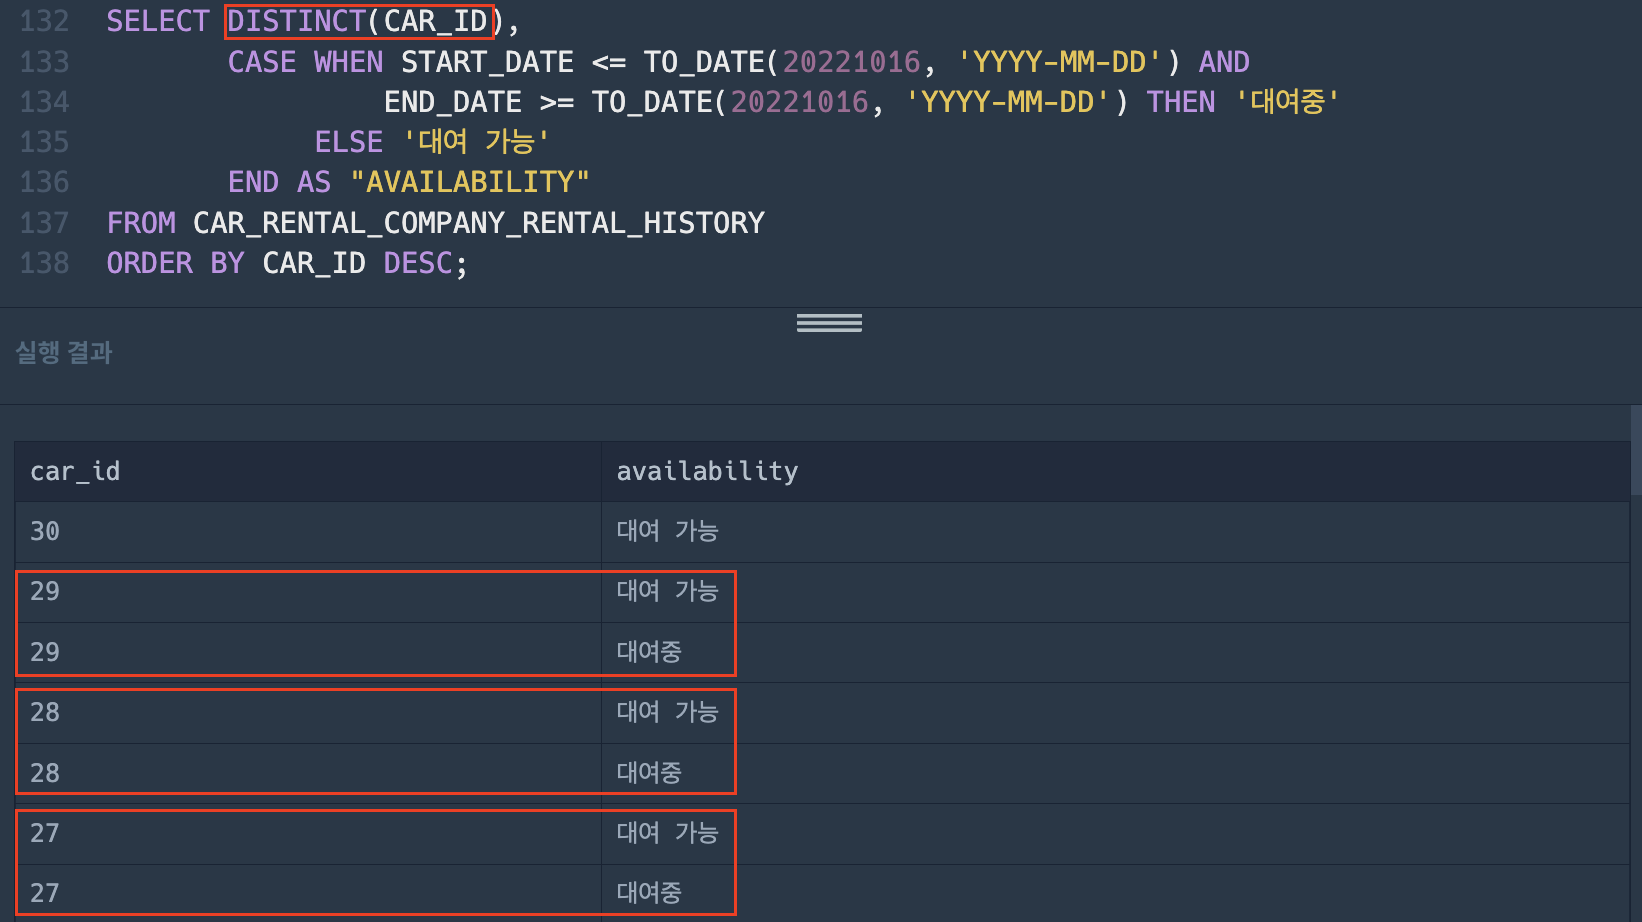 132 SELECT DISTINCT(CAR_ID),
133 CASE WHEN START_DATE <= TO_DATE(20221016, 'YYYY-MM-DD') AND
134 END_DATE >= TO_DATE(20221016, 'YYYY-MM-DD') THEN '대여중'
135 ELSE '대여 가능'
136 END AS "AVAILABILITY"
137 FROM CAR_RENTAL_COMPANY_RENTAL_HISTORY
138 ORDER BY CAR_ID DESC;
실행 결과
car_id availability
30 대여 가능
29 대여 가능
29 대여중
28 대여 가능
28 대여중
27 대여 가능
27 대여중